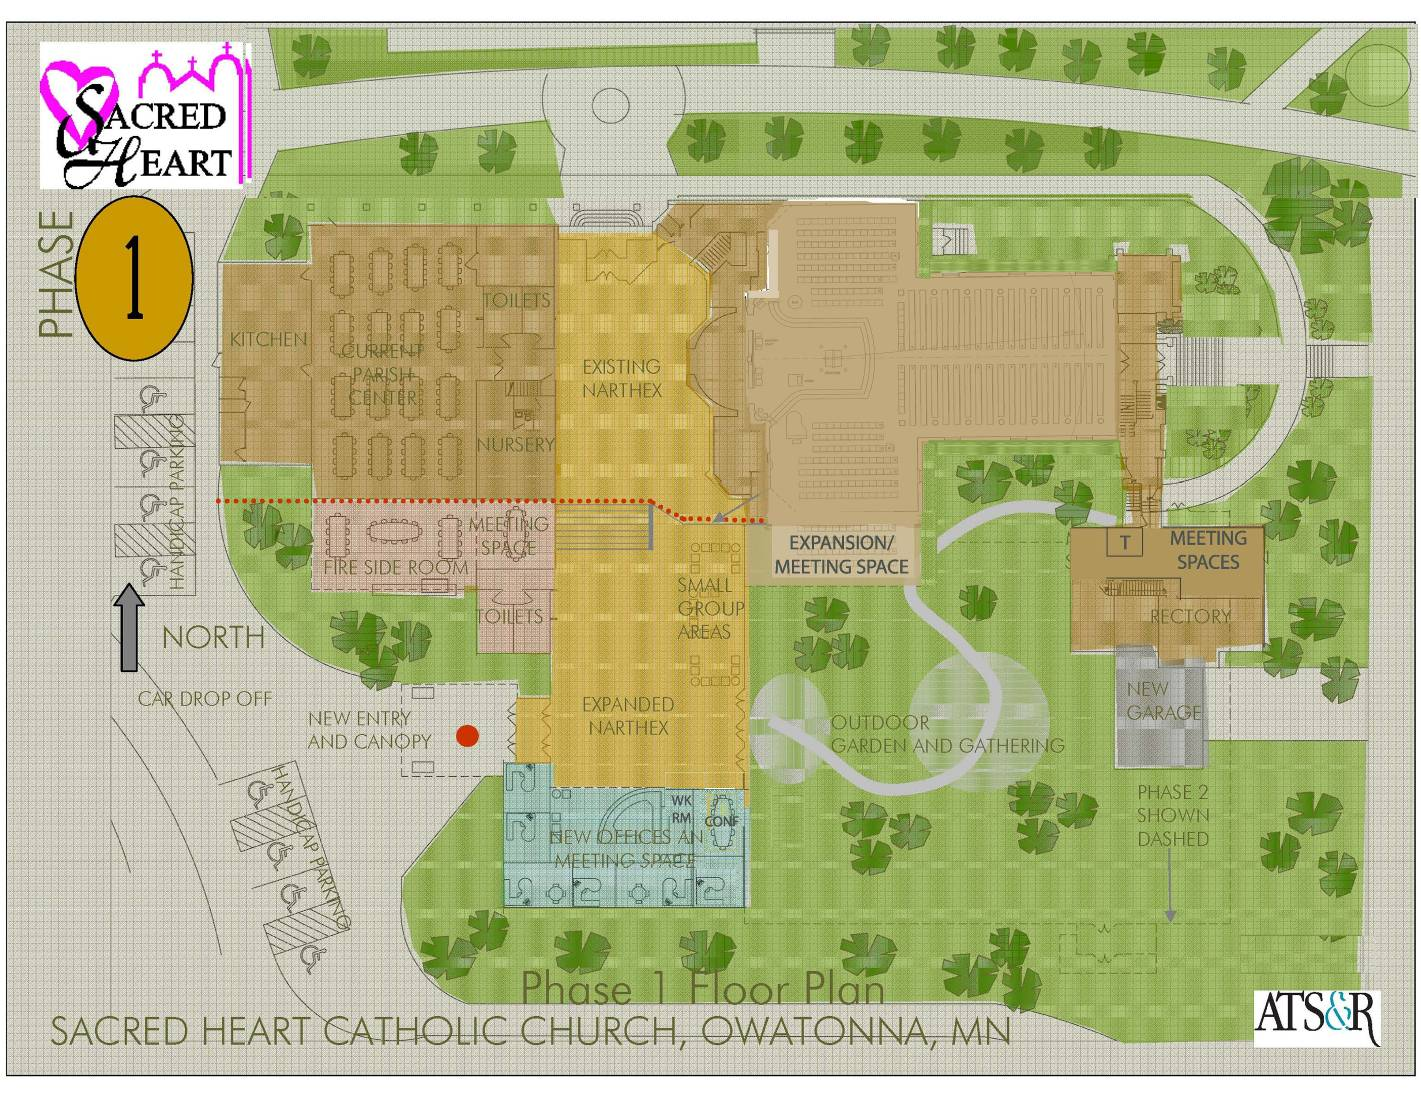 SACRED
HEART
PHASE
1
KITCHEN
CURRENT
PARISH
CENTER
TOILETS
NURSERY
EXISTING
NARTHEX
HANDICAP PARKING
MEETING
SPACE
FIRE SIDE ROOM
TOILETS
EXPANSION/
MEETING SPACE
SMALL
GROUP
AREAS
T
MEETING
SPACES
RECTORY
NORTH
CAR DROP OFF
NEW ENTRY
AND CANOPY
EXPANDED
NARTHEX
OUTDOOR
GARDEN AND GATHERING
NEW
GARAGE
HANDICAP PARKING
WK
RM
CONF
NEW OFFICES AN
MEETING SPACE
PHASE 2
SHOWN
DASHED
Phase 1 Floor Plan
SACRED HEART CATHOLIC CHURCH, OWATONNA, MN
ATS&R